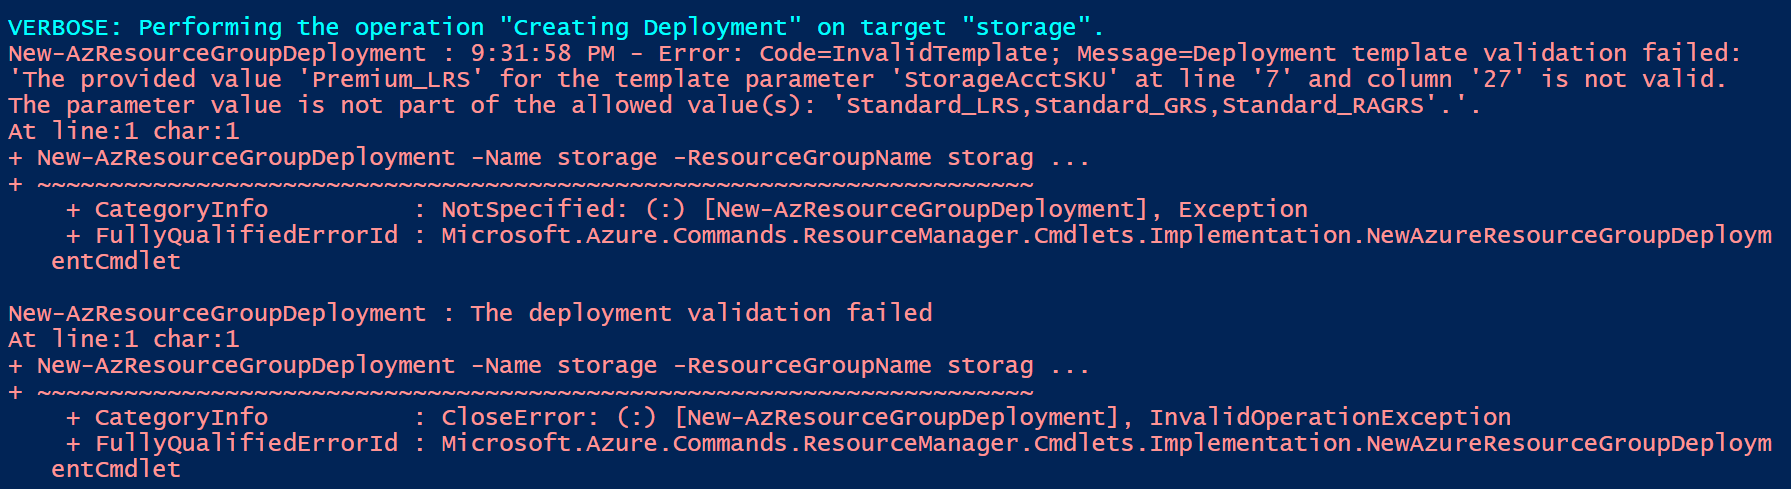 VERBOSE: Performing the operation "Creating Deployment" on target "storage".
New-AzResourceGroupDeployment : 9:31:58 PM - Error: Code=InvalidTemplate; Message=Deployment template validation failed:
'The provided value 'Premium_LRS' for the template parameter 'StorageAcctSKU' at line '7' and column '27' is not valid.
The parameter value is not part of the allowed value(s): 'Standard_LRS,Standard_GRS,Standard_RAGRS'.'.
At line:1 char:1
+ New-AzResourceGroupDeployment -Name storage -ResourceGroupName storag ...
+ ~~~~~~~~~~~~~~~~~~~~~~~~~~~~~~~~~~~~~~~~~~~~~~~~~~~~~~~~~~~~~~~~~~~~~
    + CategoryInfo          : NotSpecified: (:) [New-AzResourceGroupDeployment], Exception
    + FullyQualifiedErrorId : Microsoft.Azure.Commands.ResourceManager.Cmdlets.Implementation.NewAzureResourceGroupDeploym
   entCmdlet

New-AzResourceGroupDeployment : The deployment validation failed
At line:1 char:1
+ New-AzResourceGroupDeployment -Name storage -ResourceGroupName storag ...
+ ~~~~~~~~~~~~~~~~~~~~~~~~~~~~~~~~~~~~~~~~~~~~~~~~~~~~~~~~~~~~~~~~~~~~~
    + CategoryInfo          : CloseError: (:) [New-AzResourceGroupDeployment], InvalidOperationException
    + FullyQualifiedErrorId : Microsoft.Azure.Commands.ResourceManager.Cmdlets.Implementation.NewAzureResourceGroupDeploym
   entCmdlet